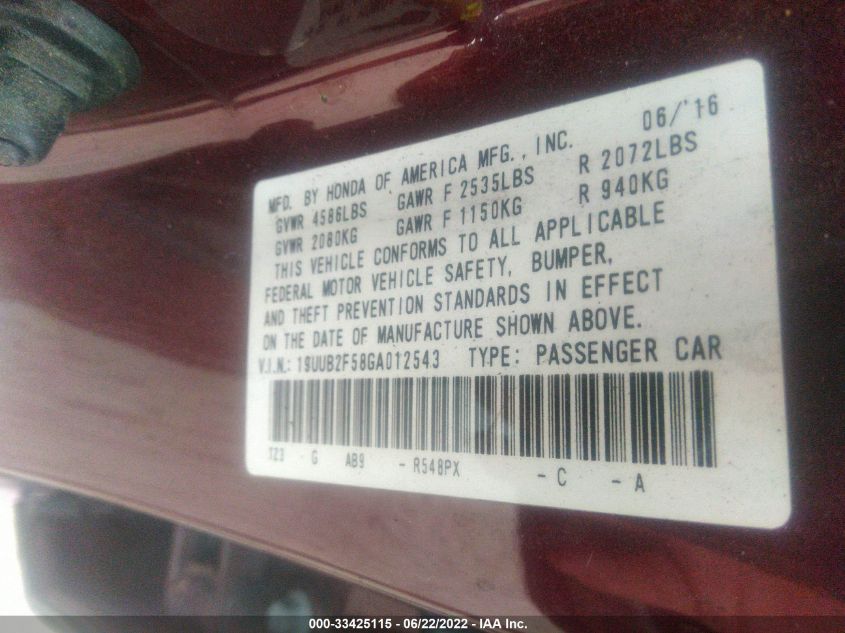 06/'16
MFD. BY HONDA OF AMERICA MFG., INC.
GVWR 4586LBS GAWR F 2535LBS R 2072LBS
GVWR 2080KG GAWR F 1150KG R 940KG
THIS VEHICLE CONFORMS TO ALL APPLICABLE
FEDERAL MOTOR VEHICLE SAFETY, BUMPER,
AND THEFT PREVENTION STANDARDS IN EFFECT
ON THE DATE OF MANUFACTURE SHOWN ABOVE.
V.I.N.: 19UUB2F58GA012543 TYPE: PASSENGER CAR
TZ3 - G AB9 - R548PX - C - A
000-33425115 - 06/22/2022 - IAA Inc.